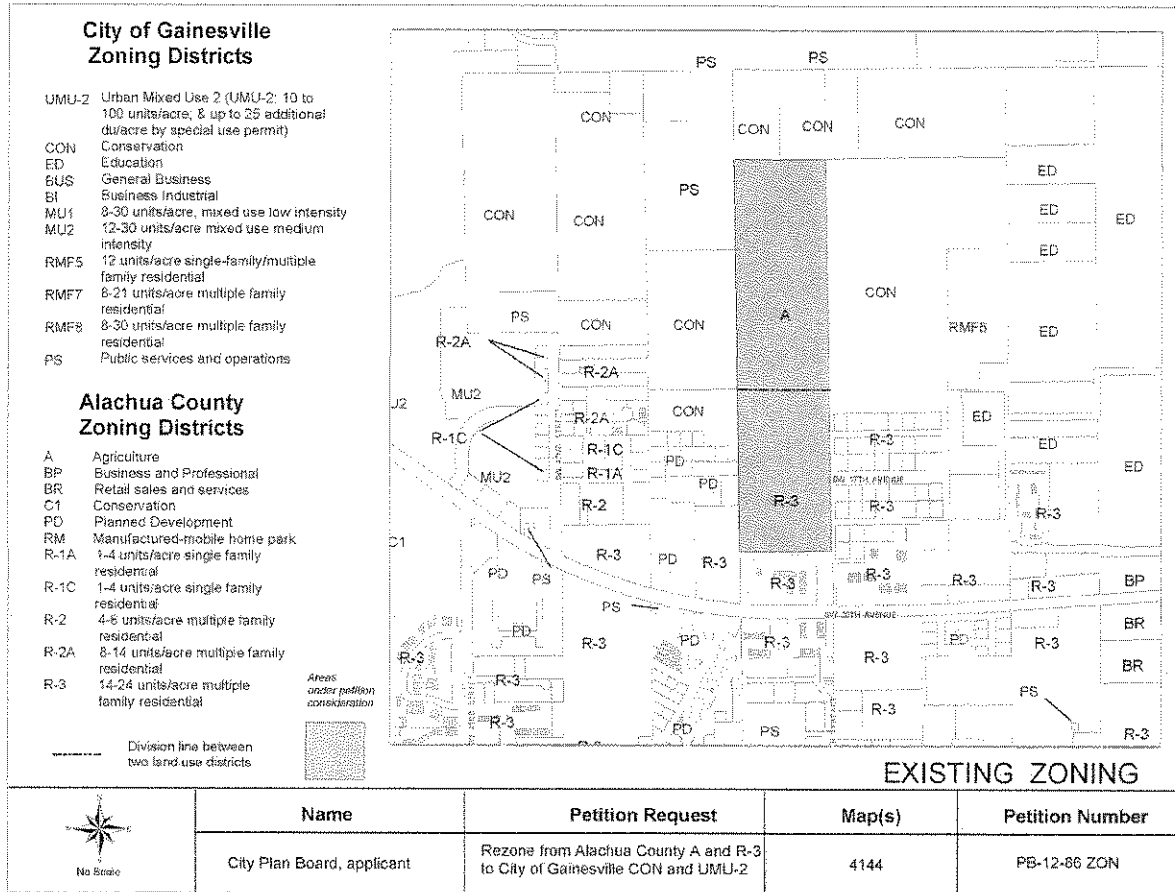 City of Gainesville
Zoning Districts
UMU-2 Urban Mixed Use 2 (UMU-2: 10 to
100 units/acre; & up to 25 additional
du/acre by special use permit)
CON Conservation
ED Education
BUS General Business
BI Business Industrial
MU1 8-30 units/acre, mixed use low intensity
MU2 12-30 units/acre mixed use medium
intensity
RMF5 12 units/acre single-family/multiple
family residential
RMF7 8-21 units/acre multiple family
residential
RMF8 8-30 units/acre multiple family
residential
PS Public services and operations
Alachua County
Zoning Districts
A Agriculture
BP Business and Professional
BR Retail sales and services
C1 Conservation
PD Planned Development
RM Manufactured-mobile home park
R-1A 1-4 units/acre single family
residential
R-1C 1-4 units/acre single family
residential
R-2 4-8 units/acre multiple family
residential
R-2A 8-14 units/acre multiple family
residential
R-3 14-24 units/acre multiple
family residential
Division line between
two land use districts
Areas
under petition
consideration
PS PS
CON CON CON CON
PS ED
CON CON ED ED
ED
CON
A
PS CON CON RMF5 ED
R-2A
R-2A
MU2
U2 R-2A CON ED
R-1C R-1C R-3 ED ED
PD
MU2 R-1A PD SW 17TH AVENUE
R-2 R-3 R-3 R-3
C1 R-3 PD R-3 R-3 R-3 R-3 R-3 BP
PD PS
PS SW 20TH AVENUE BR
PD R-3 PD R-3 R-3 PD R-3
R-3 R-3 BR
R-3 PD PS R-3 PS
R-3 R-3
EXISTING ZONING
No Scale
Name Petition Request Map(s) Petition Number
City Plan Board, applicant Rezone from Alachua County A and R-3
to City of Gainesville CON and UMU-2 4144 PB-12-86 ZON